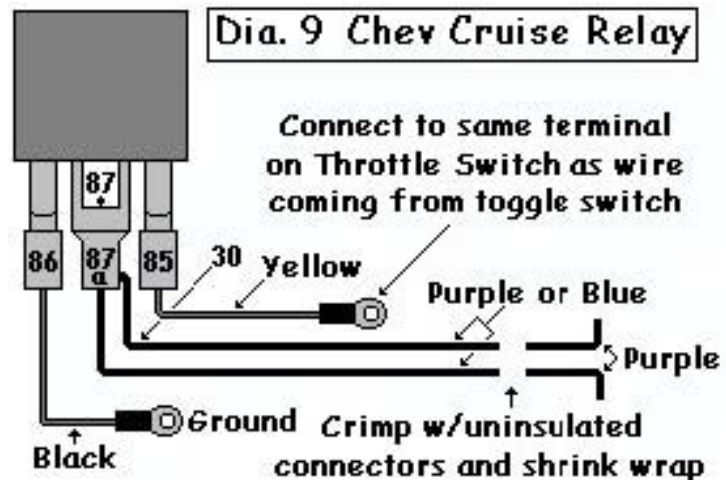 Dia. 9 Chev Cruise Relay
Connect to same terminal
on Throttle Switch as wire
coming from toggle switch
87
86
87
a
85
30
Yellow
Purple or Blue
Purple
Ground
Black
Crimp w/uninsulated
connectors and shrink wrap